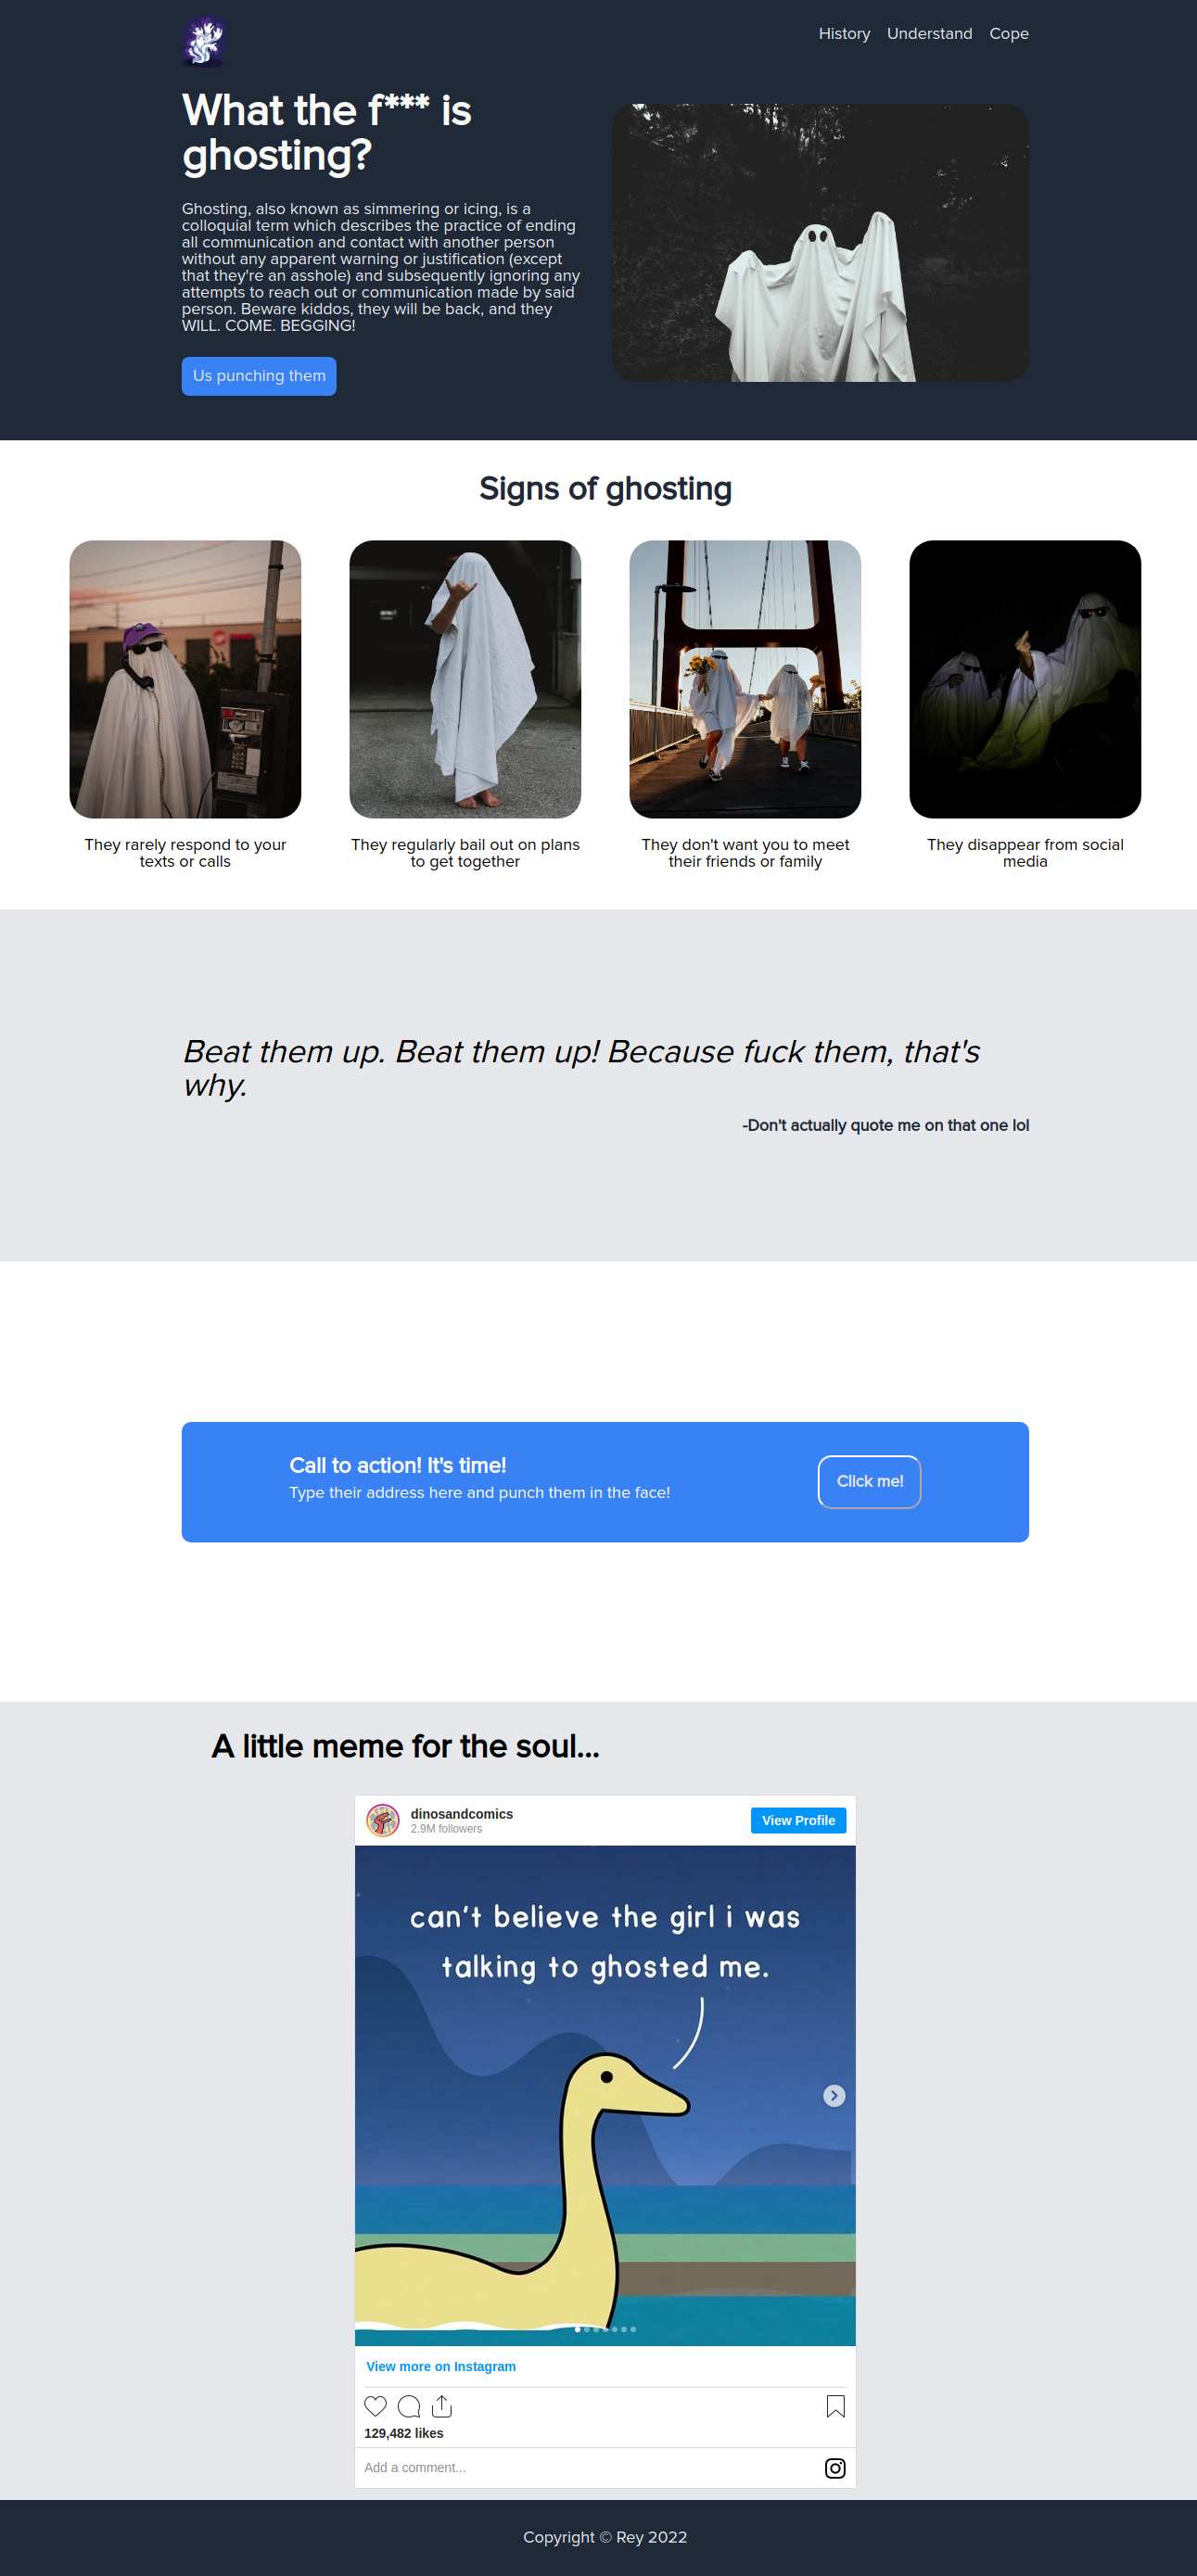 History Understand Cope
What the f*** is
ghosting?
Ghosting, also known as simmering or icing, is a
colloquial term which describes the practice of ending
all communication and contact with another person
without any apparent warning or justification (except
that they're an asshole) and subsequently ignoring any
attempts to reach out or communication made by said
person. Beware kiddos, they will be back, and they
WILL. COME. BEGGING!
Us punching them
Signs of ghosting
They rarely respond to your
texts or calls
They regularly bail out on plans
to get together
They don't want you to meet
their friends or family
They disappear from social
media
Beat them up. Beat them up! Because fuck them, that's
why.
-Don't actually quote me on that one lol
Call to action! It's time!
Type their address here and punch them in the face!
Click me!
A little meme for the soul...
dinosandcomics
2.9M followers
View Profile
can't believe the girl i was
talking to ghosted me.
View more on Instagram
129,482 likes
Add a comment...
Copyright © Rey 2022